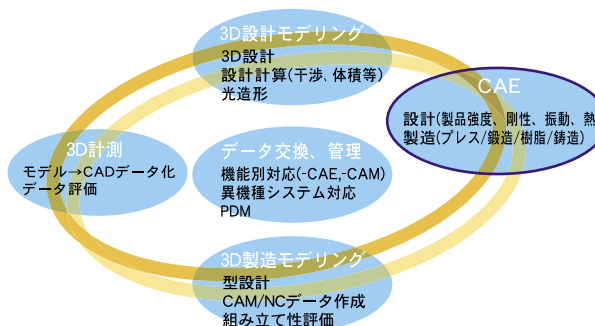 3D設計モデリング
3D設計
設計計算(干渉、体積等)
光造形
CAE
設計(製品強度、剛性、振動、熱
製造(プレス/鍛造/樹脂/鋳造)
3D計測
モデル→CADデータ化
データ評価
データ交換、管理
機能別対応(-CAE,-CAM)
異機種システム対応
PDM
3D製造モデリング
型設計
CAM/NCデータ作成
組み立て性評価